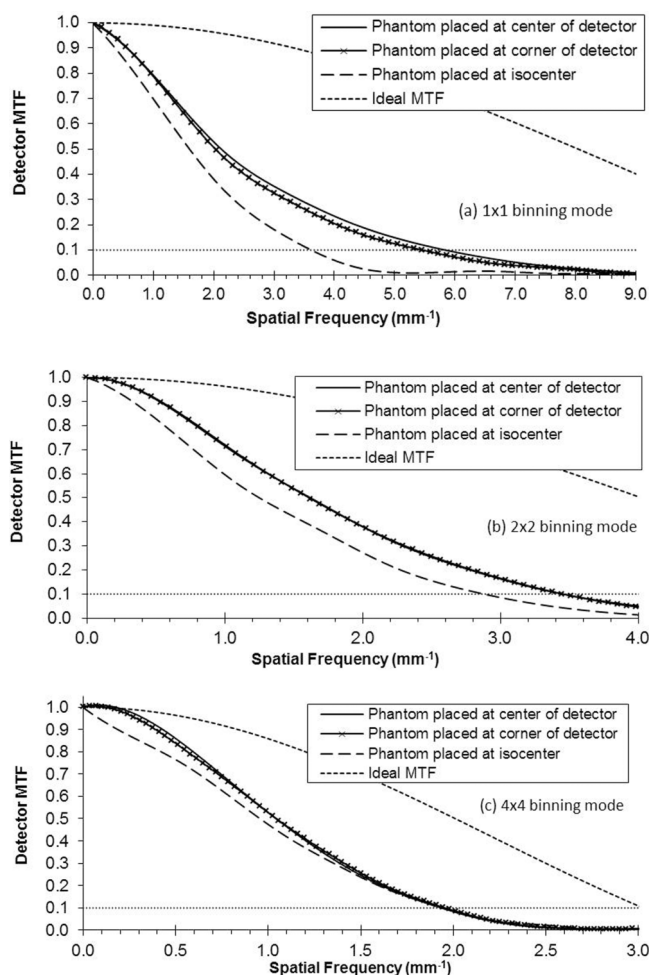 1.0
0.9
0.8
0.7
0.6
0.5
0.4
0.3
0.2
0.1
0.0
Detector MTF
Phantom placed at center of detector
Phantom placed at corner of detector
Phantom placed at isocenter
Ideal MTF
(a) 1x1 binning mode
0.0 1.0 2.0 3.0 4.0 5.0 6.0 7.0 8.0 9.0
Spatial Frequency (mm-1)
1.0
0.9
0.8
0.7
0.6
0.5
0.4
0.3
0.2
0.1
0.0
Detector MTF
Phantom placed at center of detector
Phantom placed at corner of detector
Phantom placed at isocenter
Ideal MTF
(b) 2x2 binning mode
0.0 1.0 2.0 3.0 4.0
Spatial Frequency (mm-1)
1.0
0.9
0.8
0.7
0.6
0.5
0.4
0.3
0.2
0.1
0.0
Detector MTF
Phantom placed at center of detector
Phantom placed at corner of detector
Phantom placed at isocenter
Ideal MTF
(c) 4x4 binning mode
0.0 0.5 1.0 1.5 2.0 2.5 3.0
Spatial Frequency (mm-1)